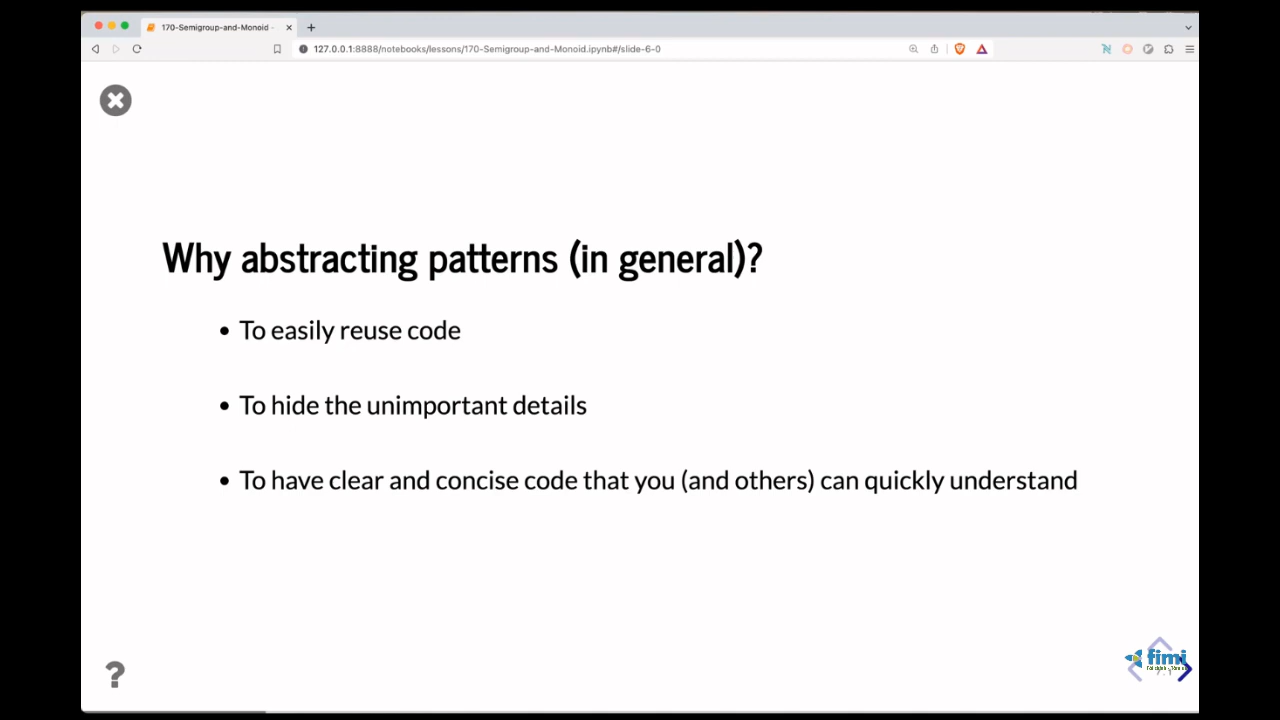 170-Semigroup-and-Monoid -
127.0.0.1:8888/notebooks/lessons/170-Semigroup-and-Monoid.ipynb#/slide-6-0
Why abstracting patterns (in general)?
• To easily reuse code
• To hide the unimportant details
• To have clear and concise code that you (and others) can quickly understand
?
fimi